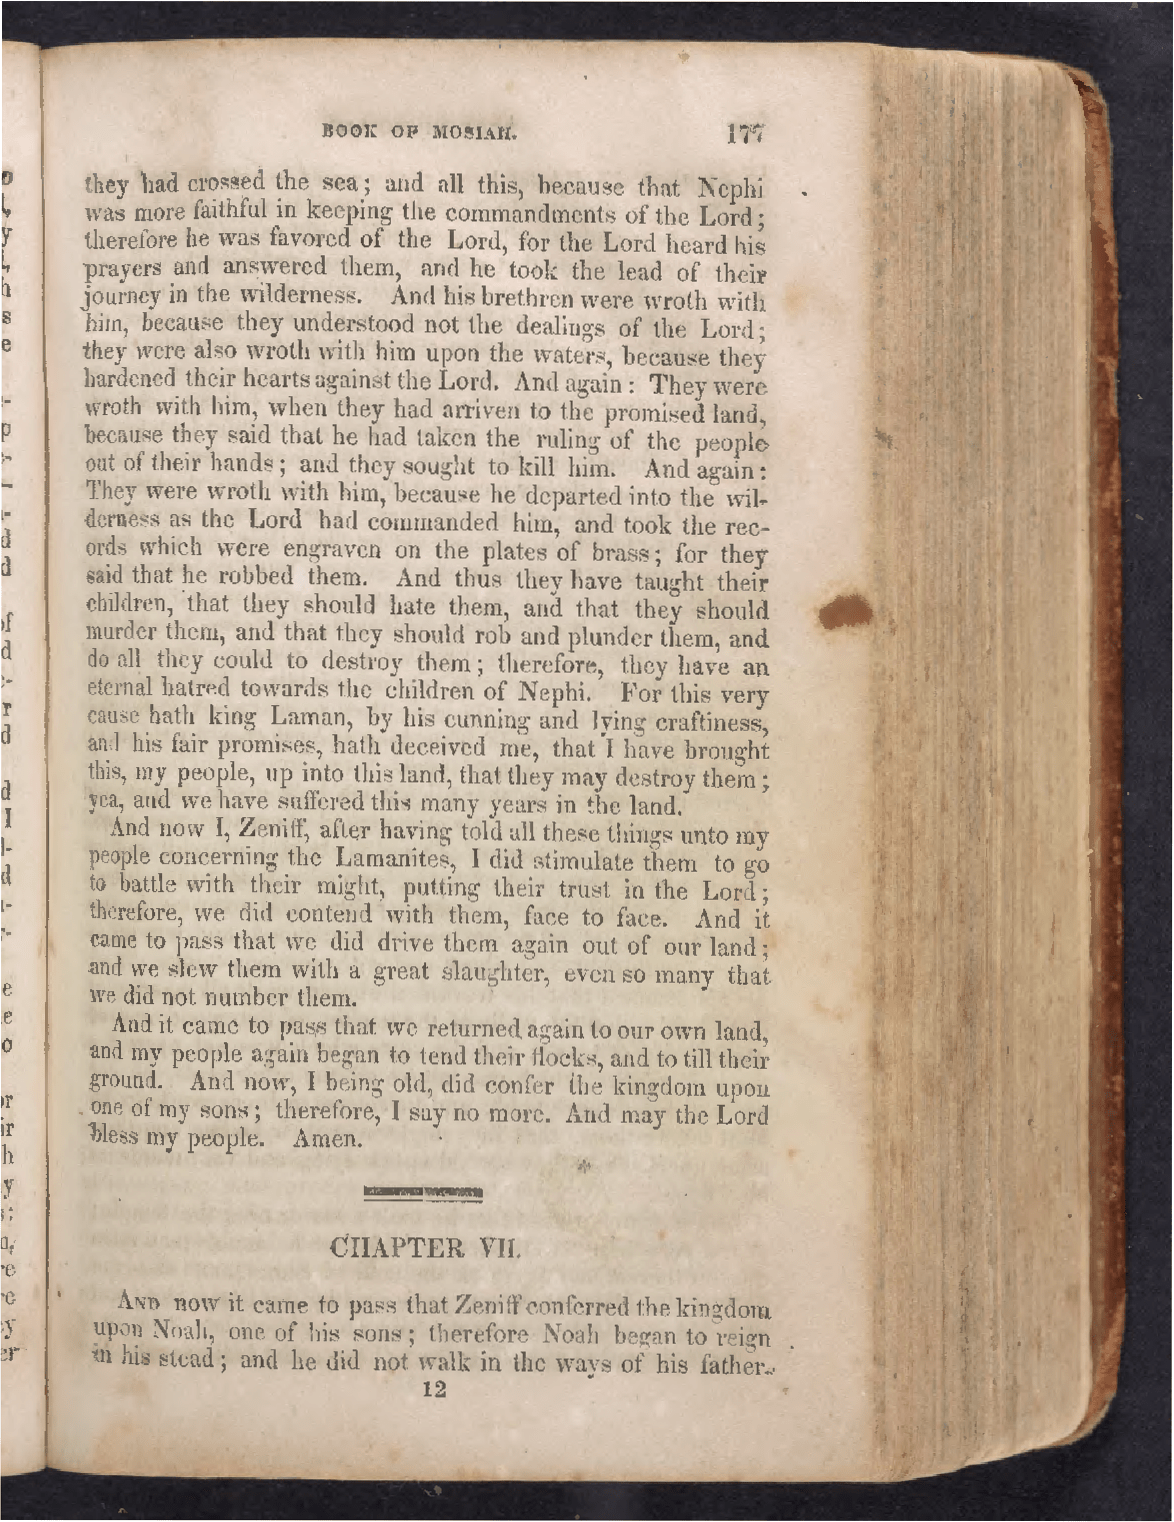 BOOK OF MOSIAH. 177
they had crossed the sea; and all this, because that Nephi
was more faithful in keeping the commandments of the Lord;
therefore he was favored of the Lord, for the Lord heard his
prayers and answered them, and he took the lead of their
journey in the wilderness. And his brethren were wroth with
him, because they understood not the dealings of the Lord;
they were also wroth with him upon the waters, because they
hardened their hearts against the Lord. And again: They were
wroth with him, when they had arriven to the promised land,
because they said that he had taken the ruling of the people
out of their hands; and they sought to kill him. And again:
They were wroth with him, because he departed into the wil-
derness as the Lord had commanded him, and took the rec-
ords which were engraven on the plates of brass; for they
said that he robbed them. And thus they have taught their
children, that they should hate them, and that they should
murder them, and that they should rob and plunder them, and
do all they could to destroy them; therefore, they have an
eternal hatred towards the children of Nephi. For this very
cause hath king Laman, by his cunning and lying craftiness,
and his fair promises, hath deceived me, that I have brought
this, my people, up into this land, that they may destroy them;
yea, and we have suffered this many years in the land.
And now I, Zeniff, after having told all these things unto my
people concerning the Lamanites, I did stimulate them to go
to battle with their might, putting their trust in the Lord;
therefore, we did contend with them, face to face. And it
came to pass that we did drive them again out of our land;
and we slew them with a great slaughter, even so many that
we did not number them.
And it came to pass that we returned again to our own land,
and my people again began to tend their flocks, and to till their
ground. And now, I being old, did confer the kingdom upon
one of my sons; therefore, I say no more. And may the Lord
bless my people. Amen.
CHAPTER VII.
And now it came to pass that Zeniff conferred the kingdom
upon Noah, one of his sons; therefore Noah began to reign
in his stead; and he did not walk in the ways of his father.
12